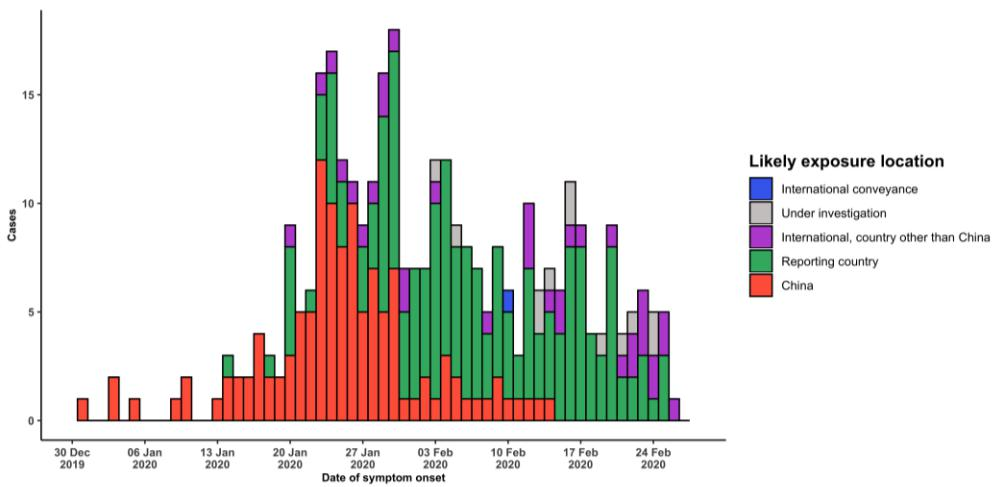 15
10
5
0
Cases
30 Dec 06 Jan 13 Jan 20 Jan 27 Jan 03 Feb 10 Feb 17 Feb 24 Feb
2019 2020 2020 2020 2020 2020 2020 2020 2020
Date of symptom onset
Likely exposure location
International conveyance
Under investigation
International, country other than China
Reporting country
China